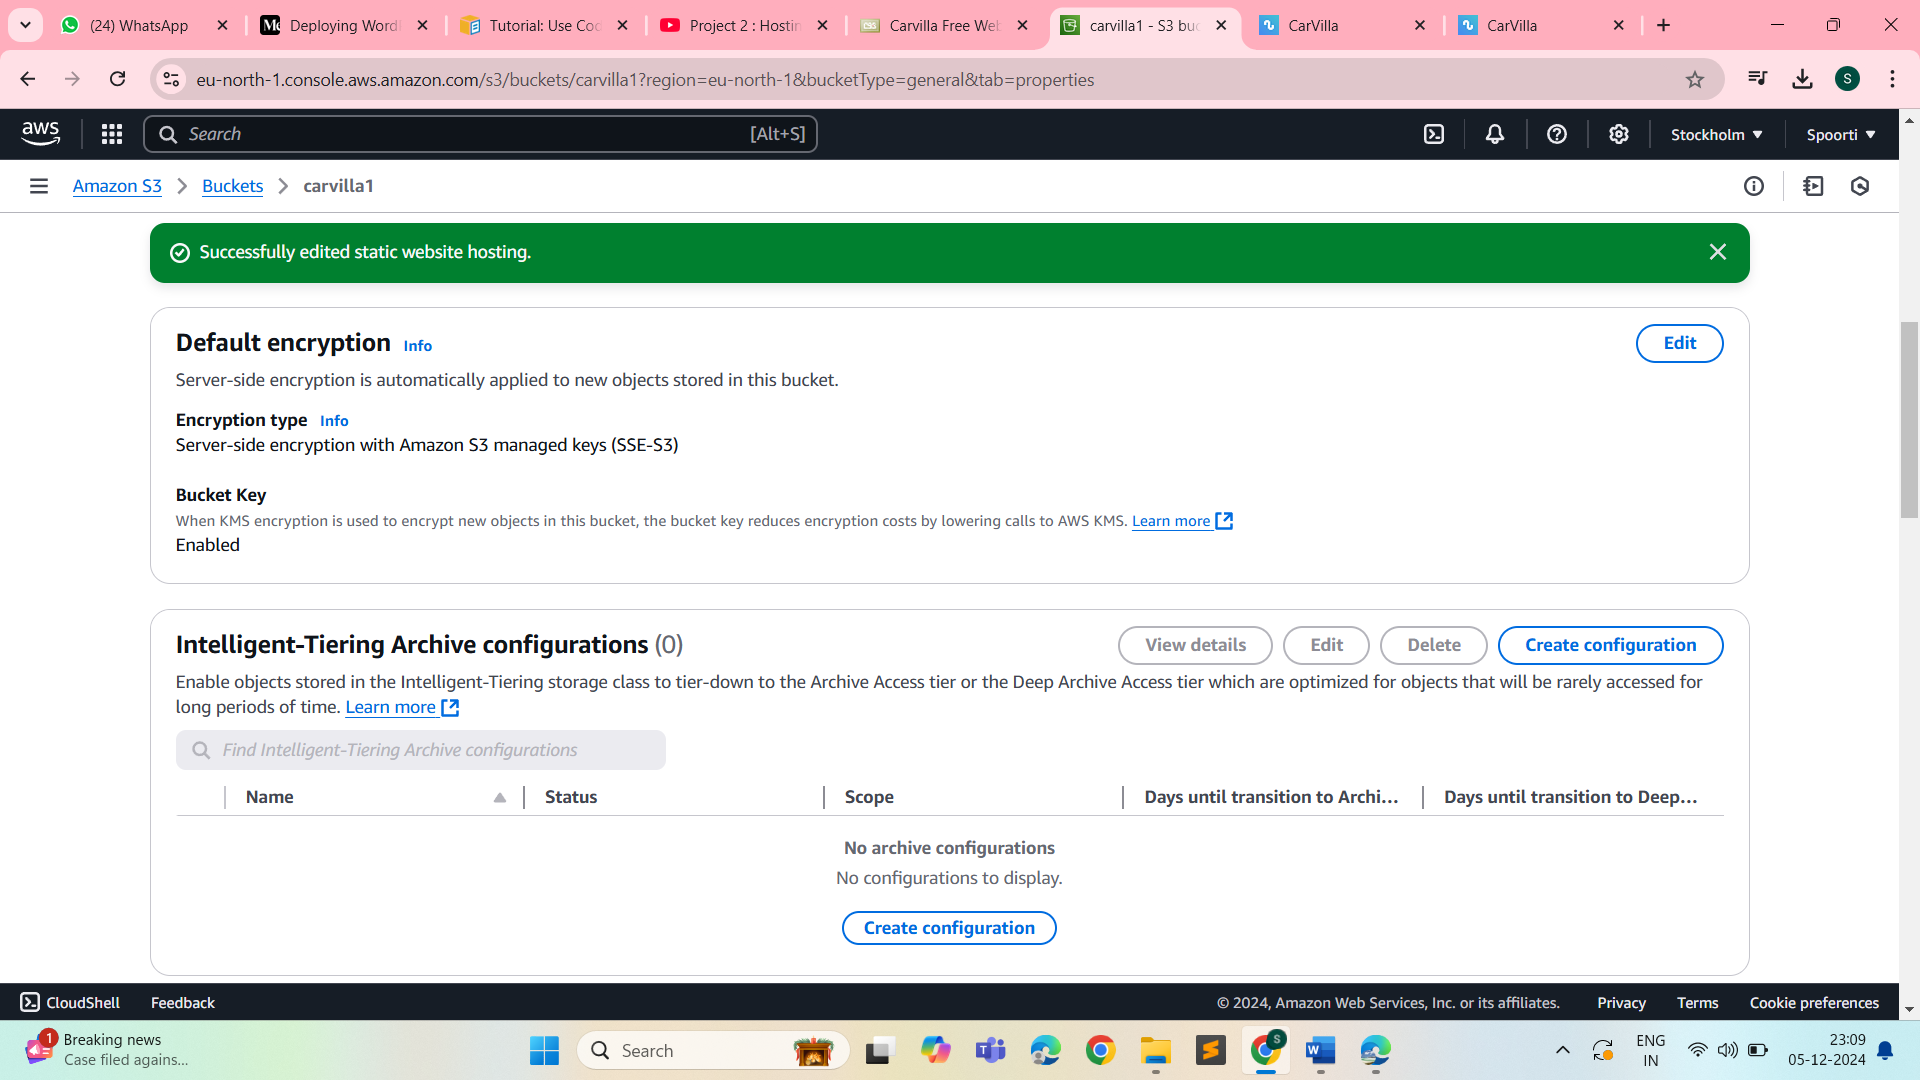 (24) WhatsApp
Deploying Word
Tutorial: Use Coc
Project 2 : Hostin
Carvilla Free Web
carvilla1 - S3 buc
CarVilla
CarVilla
eu-north-1.console.aws.amazon.com/s3/buckets/carvilla1?region=eu-north-1&bucketType=general&tab=properties
S
aws
Search
[Alt+S]
Stockholm
Spoorti
Amazon S3
Buckets
carvilla1
Successfully edited static website hosting.
Default encryption Info
Edit
Server-side encryption is automatically applied to new objects stored in this bucket.
Encryption type Info
Server-side encryption with Amazon S3 managed keys (SSE-S3)
Bucket Key
When KMS encryption is used to encrypt new objects in this bucket, the bucket key reduces encryption costs by lowering calls to AWS KMS. Learn more
Enabled
Intelligent-Tiering Archive configurations (0)
View details
Edit
Delete
Create configuration
Enable objects stored in the Intelligent-Tiering storage class to tier-down to the Archive Access tier or the Deep Archive Access tier which are optimized for objects that will be rarely accessed for
long periods of time. Learn more
Find Intelligent-Tiering Archive configurations
Name
Status
Scope
Days until transition to Archi...
Days until transition to Deep...
No archive configurations
No configurations to display.
Create configuration
CloudShell
Feedback
© 2024, Amazon Web Services, Inc. or its affiliates.
Privacy
Terms
Cookie preferences
1
Breaking news
Case filed agains...
Search
S
ENG
IN
23:09
05-12-2024